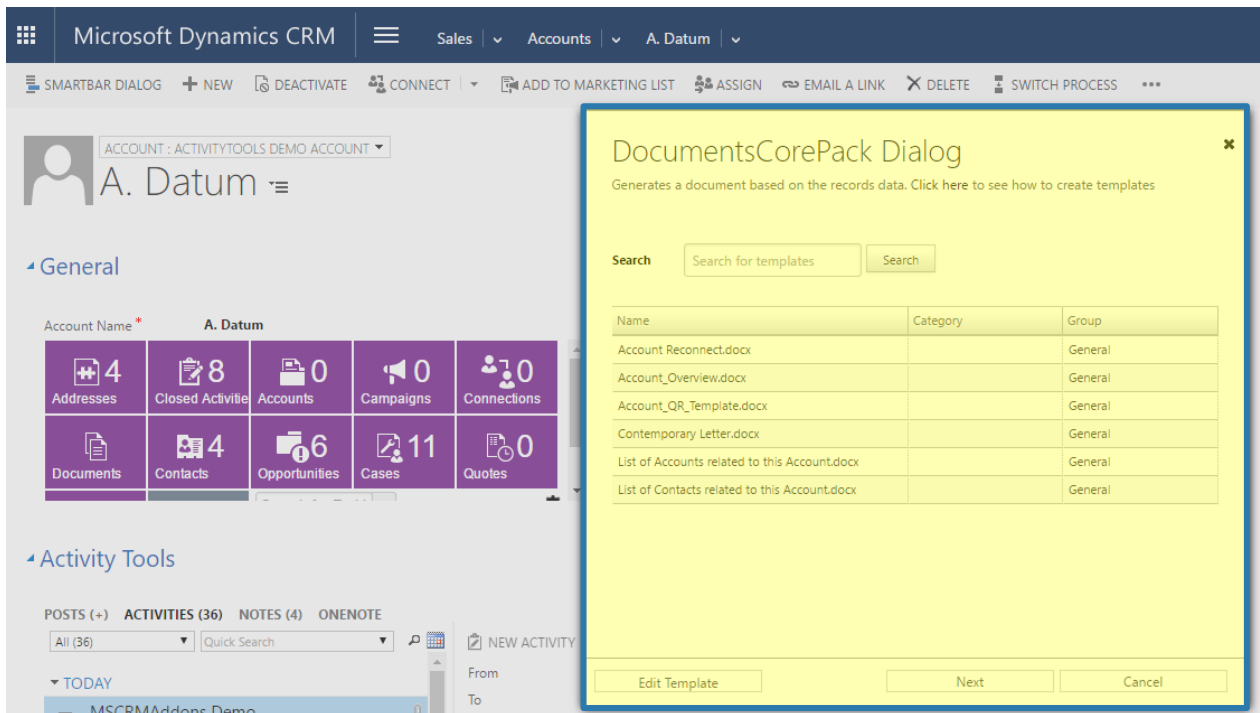 Microsoft Dynamics CRM Sales Accounts A. Datum
SMARTBAR DIALOG NEW DEACTIVATE CONNECT ADD TO MARKETING LIST ASSIGN EMAIL A LINK DELETE SWITCH PROCESS •••
ACCOUNT : ACTIVITYTOOLS DEMO ACCOUNT
A. Datum
General
Account Name * A. Datum
4 8 0 0 0
Addresses Closed Activitie Accounts Campaigns Connections
4 6 11 0
Documents Contacts Opportunities Cases Quotes
Activity Tools
POSTS (+) ACTIVITIES (36) NOTES (4) ONENOTE
All (36) Quick Search
NEW ACTIVITY
From
To
TODAY
MSCRMAddons Demo 0
DocumentsCorePack Dialog
Generates a document based on the records data. Click here to see how to create templates
Search Search for templates Search
Name Category Group
Account Reconnect.docx General
Account_Overview.docx General
Account_QR_Template.docx General
Contemporary Letter.docx General
List of Accounts related to this Account.docx General
List of Contacts related to this Account.docx General
Edit Template Next Cancel